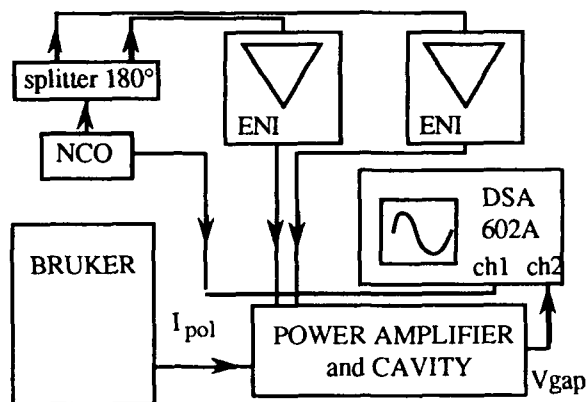 splitter 180°
ENI
ENI
NCO
DSA
602A
ch1 ch2
BRUKER
I pol
POWER AMPLIFIER
and CAVITY
Vgap